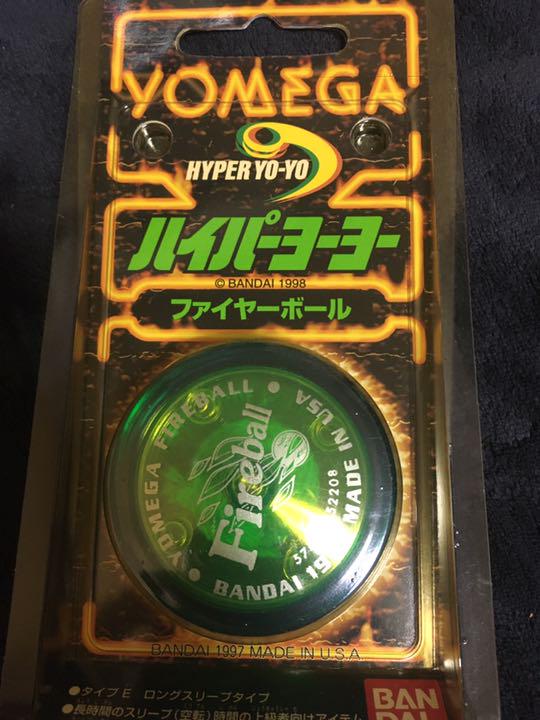 YOMEGA
HYPER YO-YO
ハイパーヨーヨー
© BANDAI 1998
ファイヤーボール
YOMEGA FIREBALL • MADE IN USA
Fireball
52208
BANDAI
BANDAI 1997 MADE IN U.S.A.
●タイプE ロングスリープタイプ
●長時間のスリープ(空転)時間の上級者向けアイテム
BAN
DAI